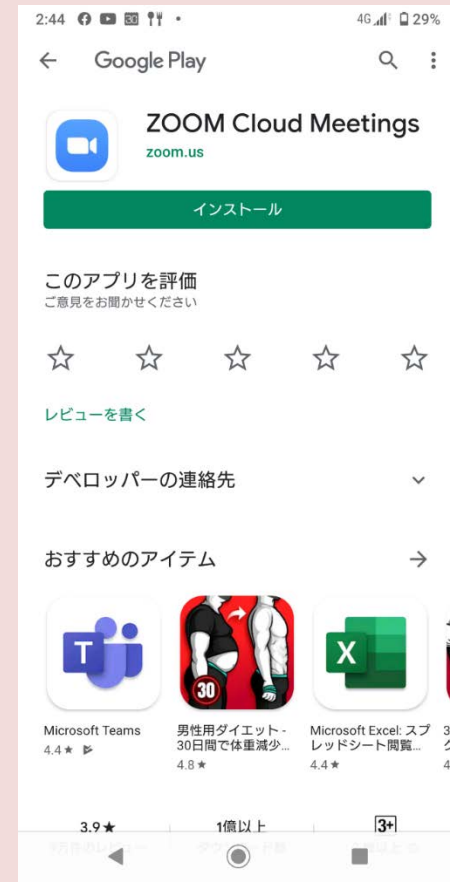 2:44
4G 29%
Google Play
ZOOM Cloud Meetings
zoom.us
インストール
このアプリを評価
ご意見をお聞かせください
レビューを書く
デベロッパーの連絡先
おすすめのアイテム
T
30
X
Microsoft Teams
4.4★
男性用ダイエット -
30日間で体重減少…
4.8★
Microsoft Excel: スプ
レッドシート閲覧…
4.4★
3
4
3.9★
1億以上
3+